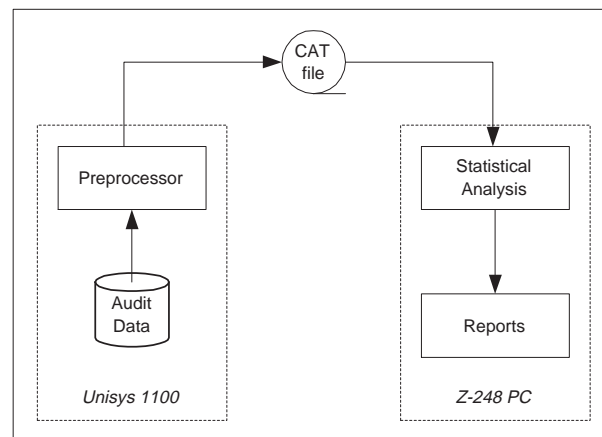 CAT
file
Preprocessor
Statistical
Analysis
Audit
Data
Reports
Unisys 1100
Z-248 PC